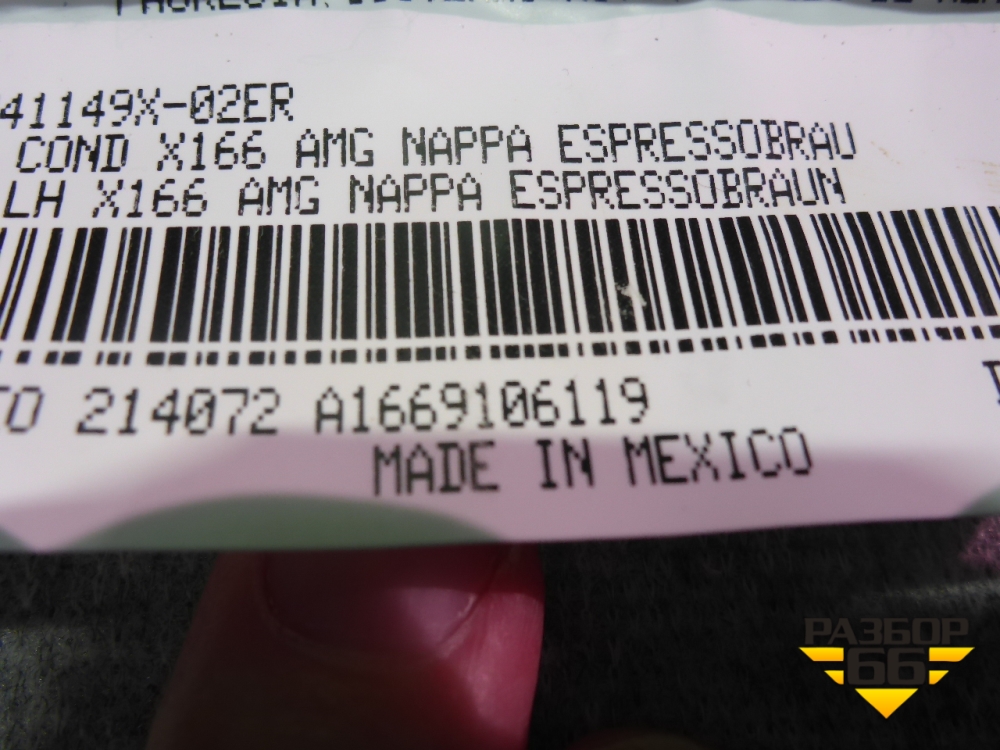 41149X-02ER
COND X166 AMG NAPPA ESPRESSOBRAU
LH X166 AMG NAPPA ESPRESSOBRAUN
TO 214072 A1669106119
MADE IN MEXICO
РАЗБОР
66